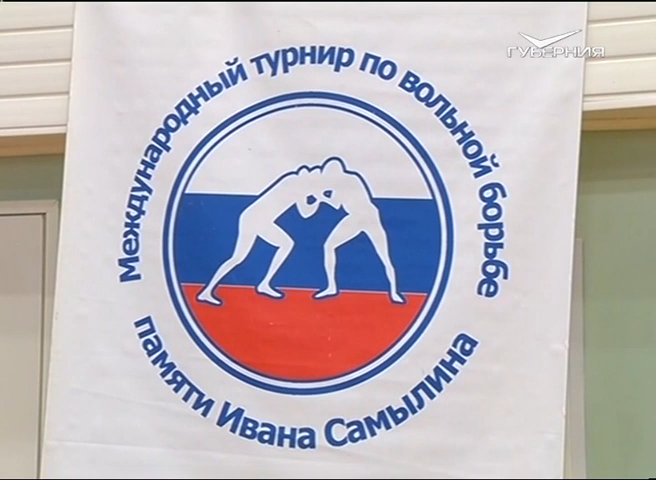 ГУБЕРНИЯ
Международный турнир по вольной борьбе
памяти Ивана Самылина